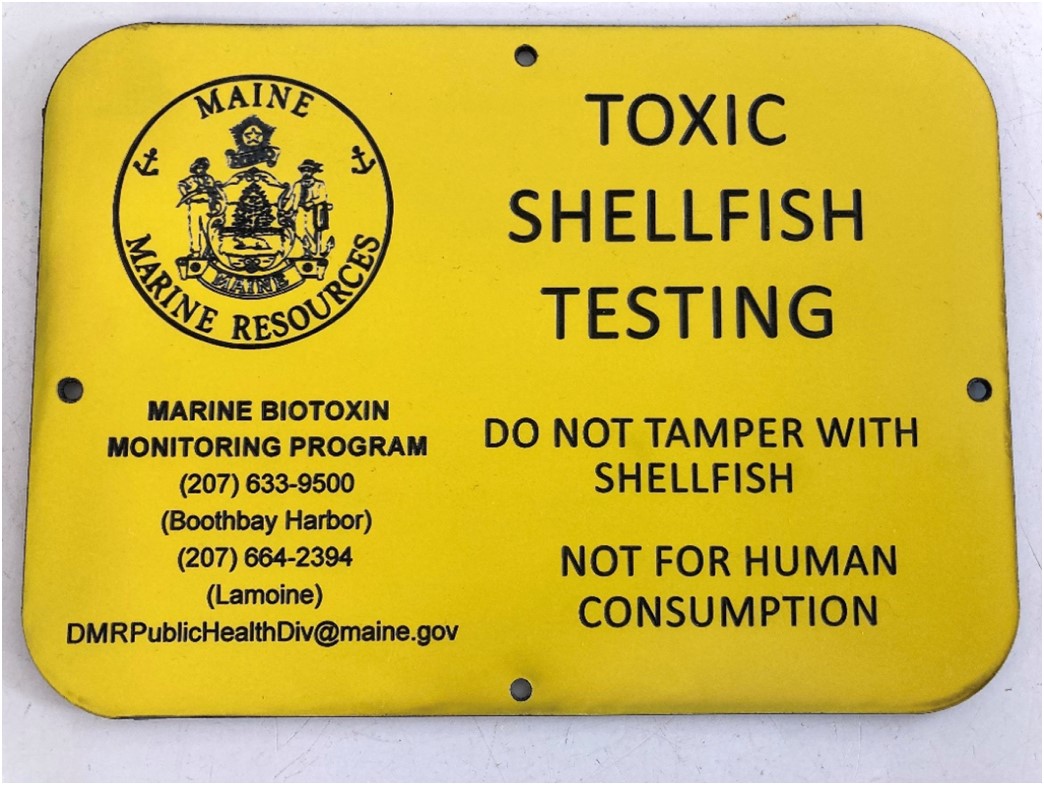 MAINE
MAINE
MARINE RESOURCES
MARINE BIOTOXIN
MONITORING PROGRAM
(207) 633-9500
(Boothbay Harbor)
(207) 664-2394
(Lamoine)
DMRPublicHealthDiv@maine.gov
TOXIC
SHELLFISH
TESTING
DO NOT TAMPER WITH
SHELLFISH
NOT FOR HUMAN
CONSUMPTION